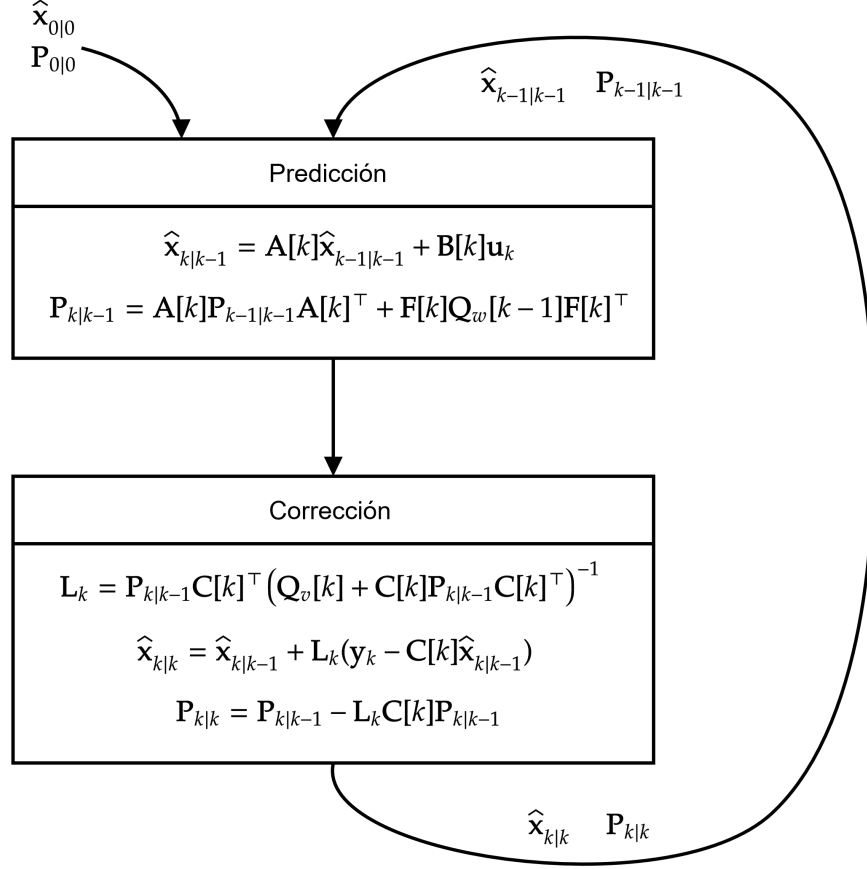 x̂₀|₀
P₀|₀
x̂ₖ₋₁|ₖ₋₁ Pₖ₋₁|ₖ₋₁
Predicción
x̂ₖ|ₖ₋₁ = A[k]x̂ₖ₋₁|ₖ₋₁ + B[k]uₖ
Pₖ|ₖ₋₁ = A[k]Pₖ₋₁|ₖ₋₁A[k]⊤ + F[k]Q_w[k − 1]F[k]⊤
Corrección
Lₖ = Pₖ|ₖ₋₁C[k]⊤(Qᵥ[k] + C[k]Pₖ|ₖ₋₁C[k]⊤)⁻¹
x̂ₖ|ₖ = x̂ₖ|ₖ₋₁ + Lₖ(yₖ − C[k]x̂ₖ|ₖ₋₁)
Pₖ|ₖ = Pₖ|ₖ₋₁ − LₖC[k]Pₖ|ₖ₋₁
x̂ₖ|ₖ Pₖ|ₖ